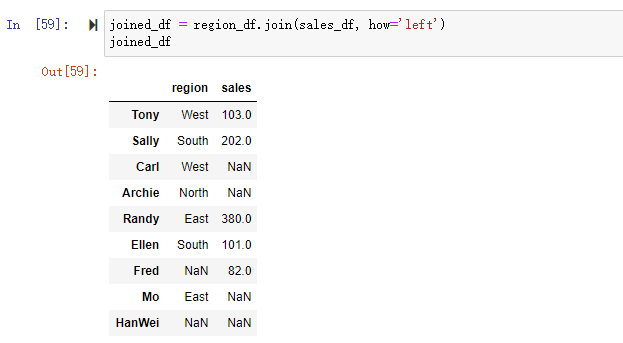 In [59]: joined_df = region_df.join(sales_df, how='left')
joined_df
Out[59]:
region sales
Tony West 103.0
Sally South 202.0
Carl West NaN
Archie North NaN
Randy East 380.0
Ellen South 101.0
Fred NaN 82.0
Mo East NaN
HanWei NaN NaN